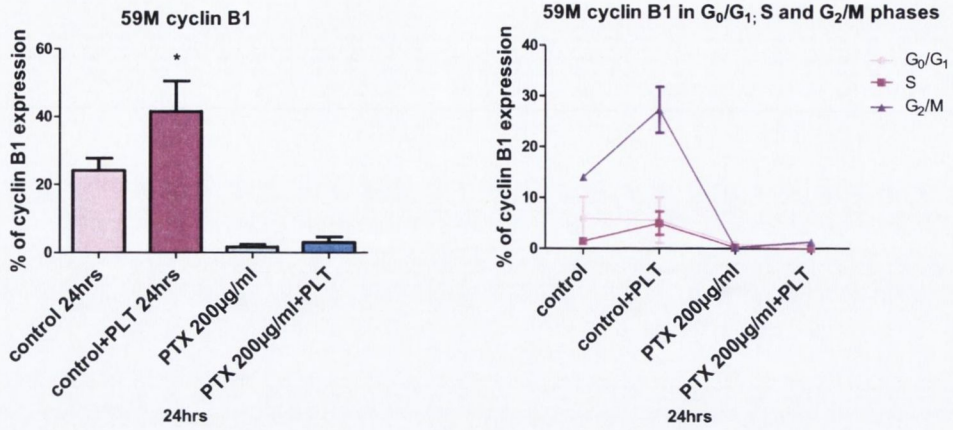 59M cyclin B1
% of cyclin B1 expression
60
40
20
0
*
control 24hrs
control+PLT 24hrs
PTX 200µg/ml
PTX 200µg/ml+PLT
24hrs
59M cyclin B1 in G₀/G₁; S and G₂/M phases
% of cyclin B1 expression
40
30
20
10
0
control
control+PLT
PTX 200µg/ml
PTX 200µg/ml+PLT
24hrs
G₀/G₁
S
G₂/M